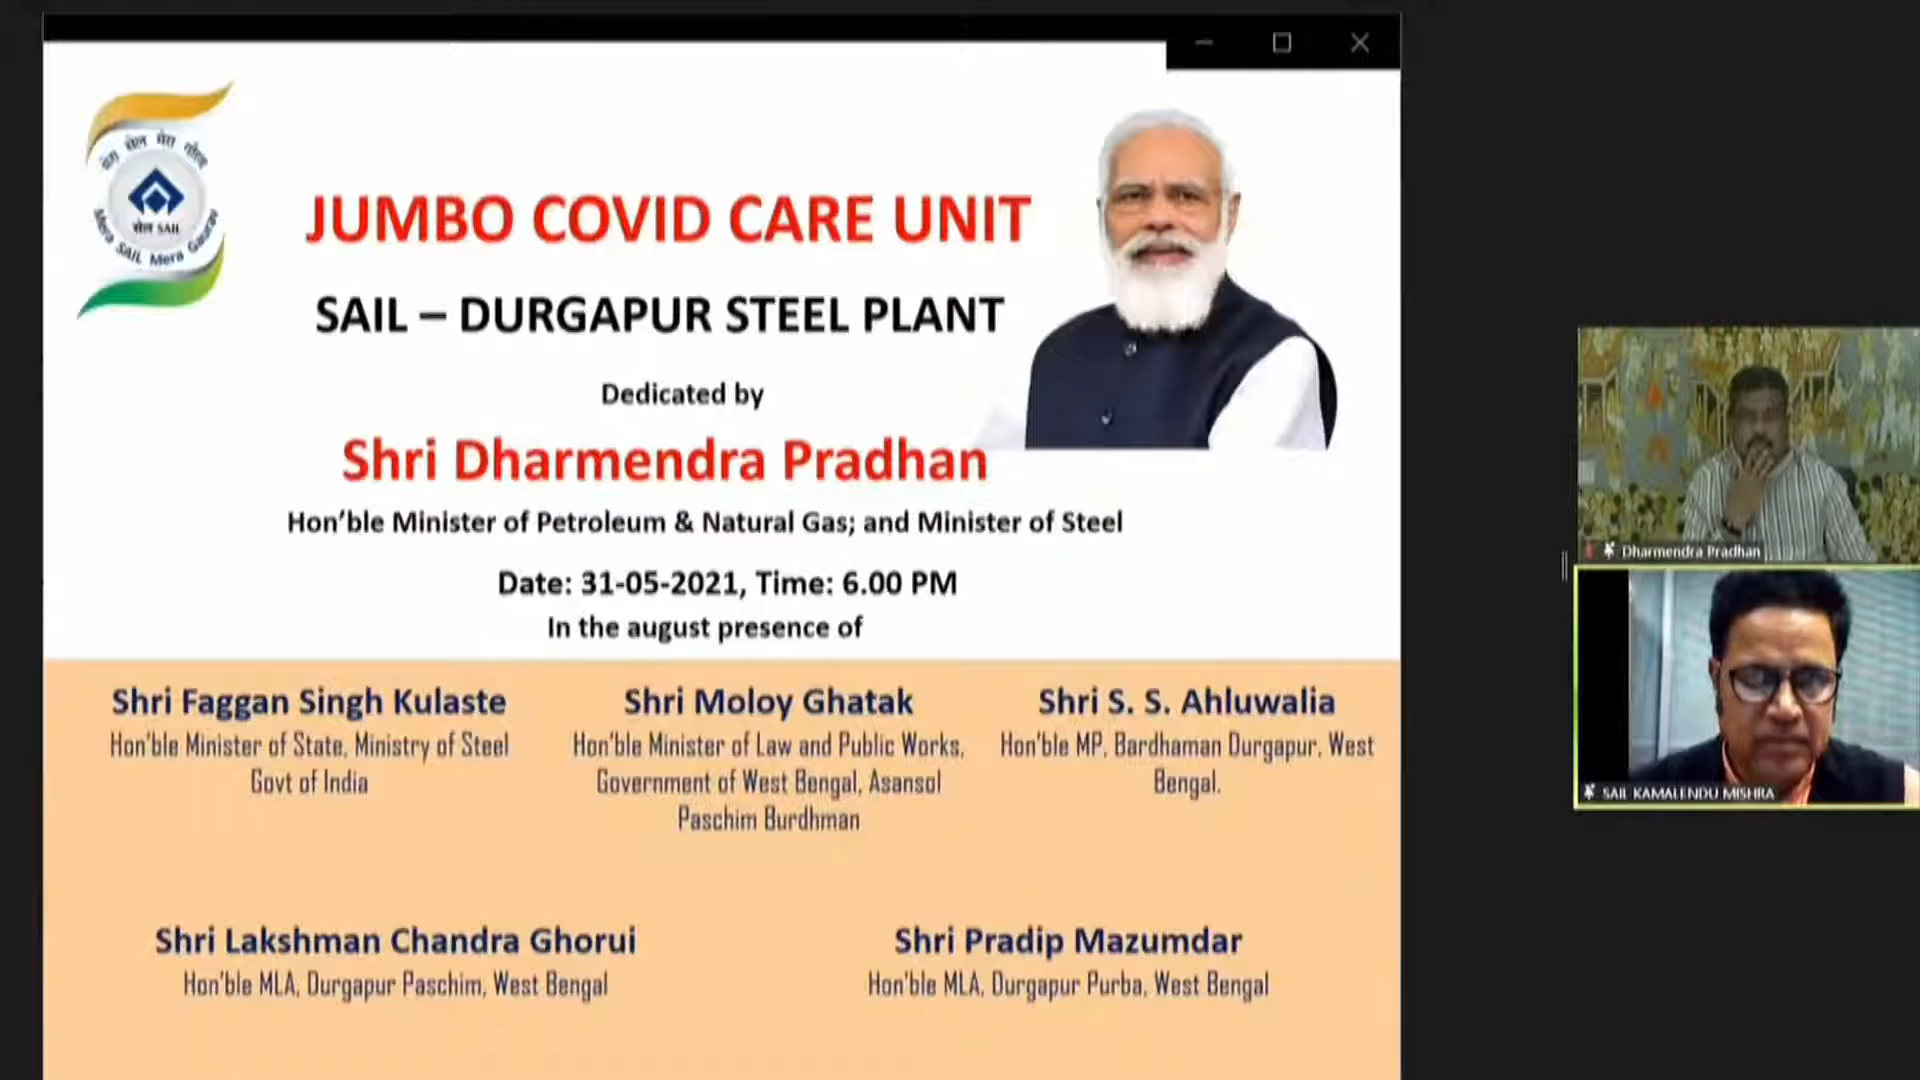 मेरा सेल मेरा गौरव
सेल SAIL
Mera SAIL Mera Gaurav
JUMBO COVID CARE UNIT
SAIL – DURGAPUR STEEL PLANT
Dedicated by
Shri Dharmendra Pradhan
Hon’ble Minister of Petroleum & Natural Gas; and Minister of Steel
Date: 31-05-2021, Time: 6.00 PM
In the august presence of
Shri Faggan Singh Kulaste
Hon'ble Minister of State, Ministry of Steel
Govt of India
Shri Moloy Ghatak
Hon'ble Minister of Law and Public Works,
Government of West Bengal, Asansol
Paschim Burdhman
Shri S. S. Ahluwalia
Hon'ble MP, Bardhaman Durgapur, West
Bengal.
Shri Lakshman Chandra Ghorui
Hon'ble MLA, Durgapur Paschim, West Bengal
Shri Pradip Mazumdar
Hon'ble MLA, Durgapur Purba, West Bengal
Dharmendra Pradhan
SAIL KAMALENDU MISHRA